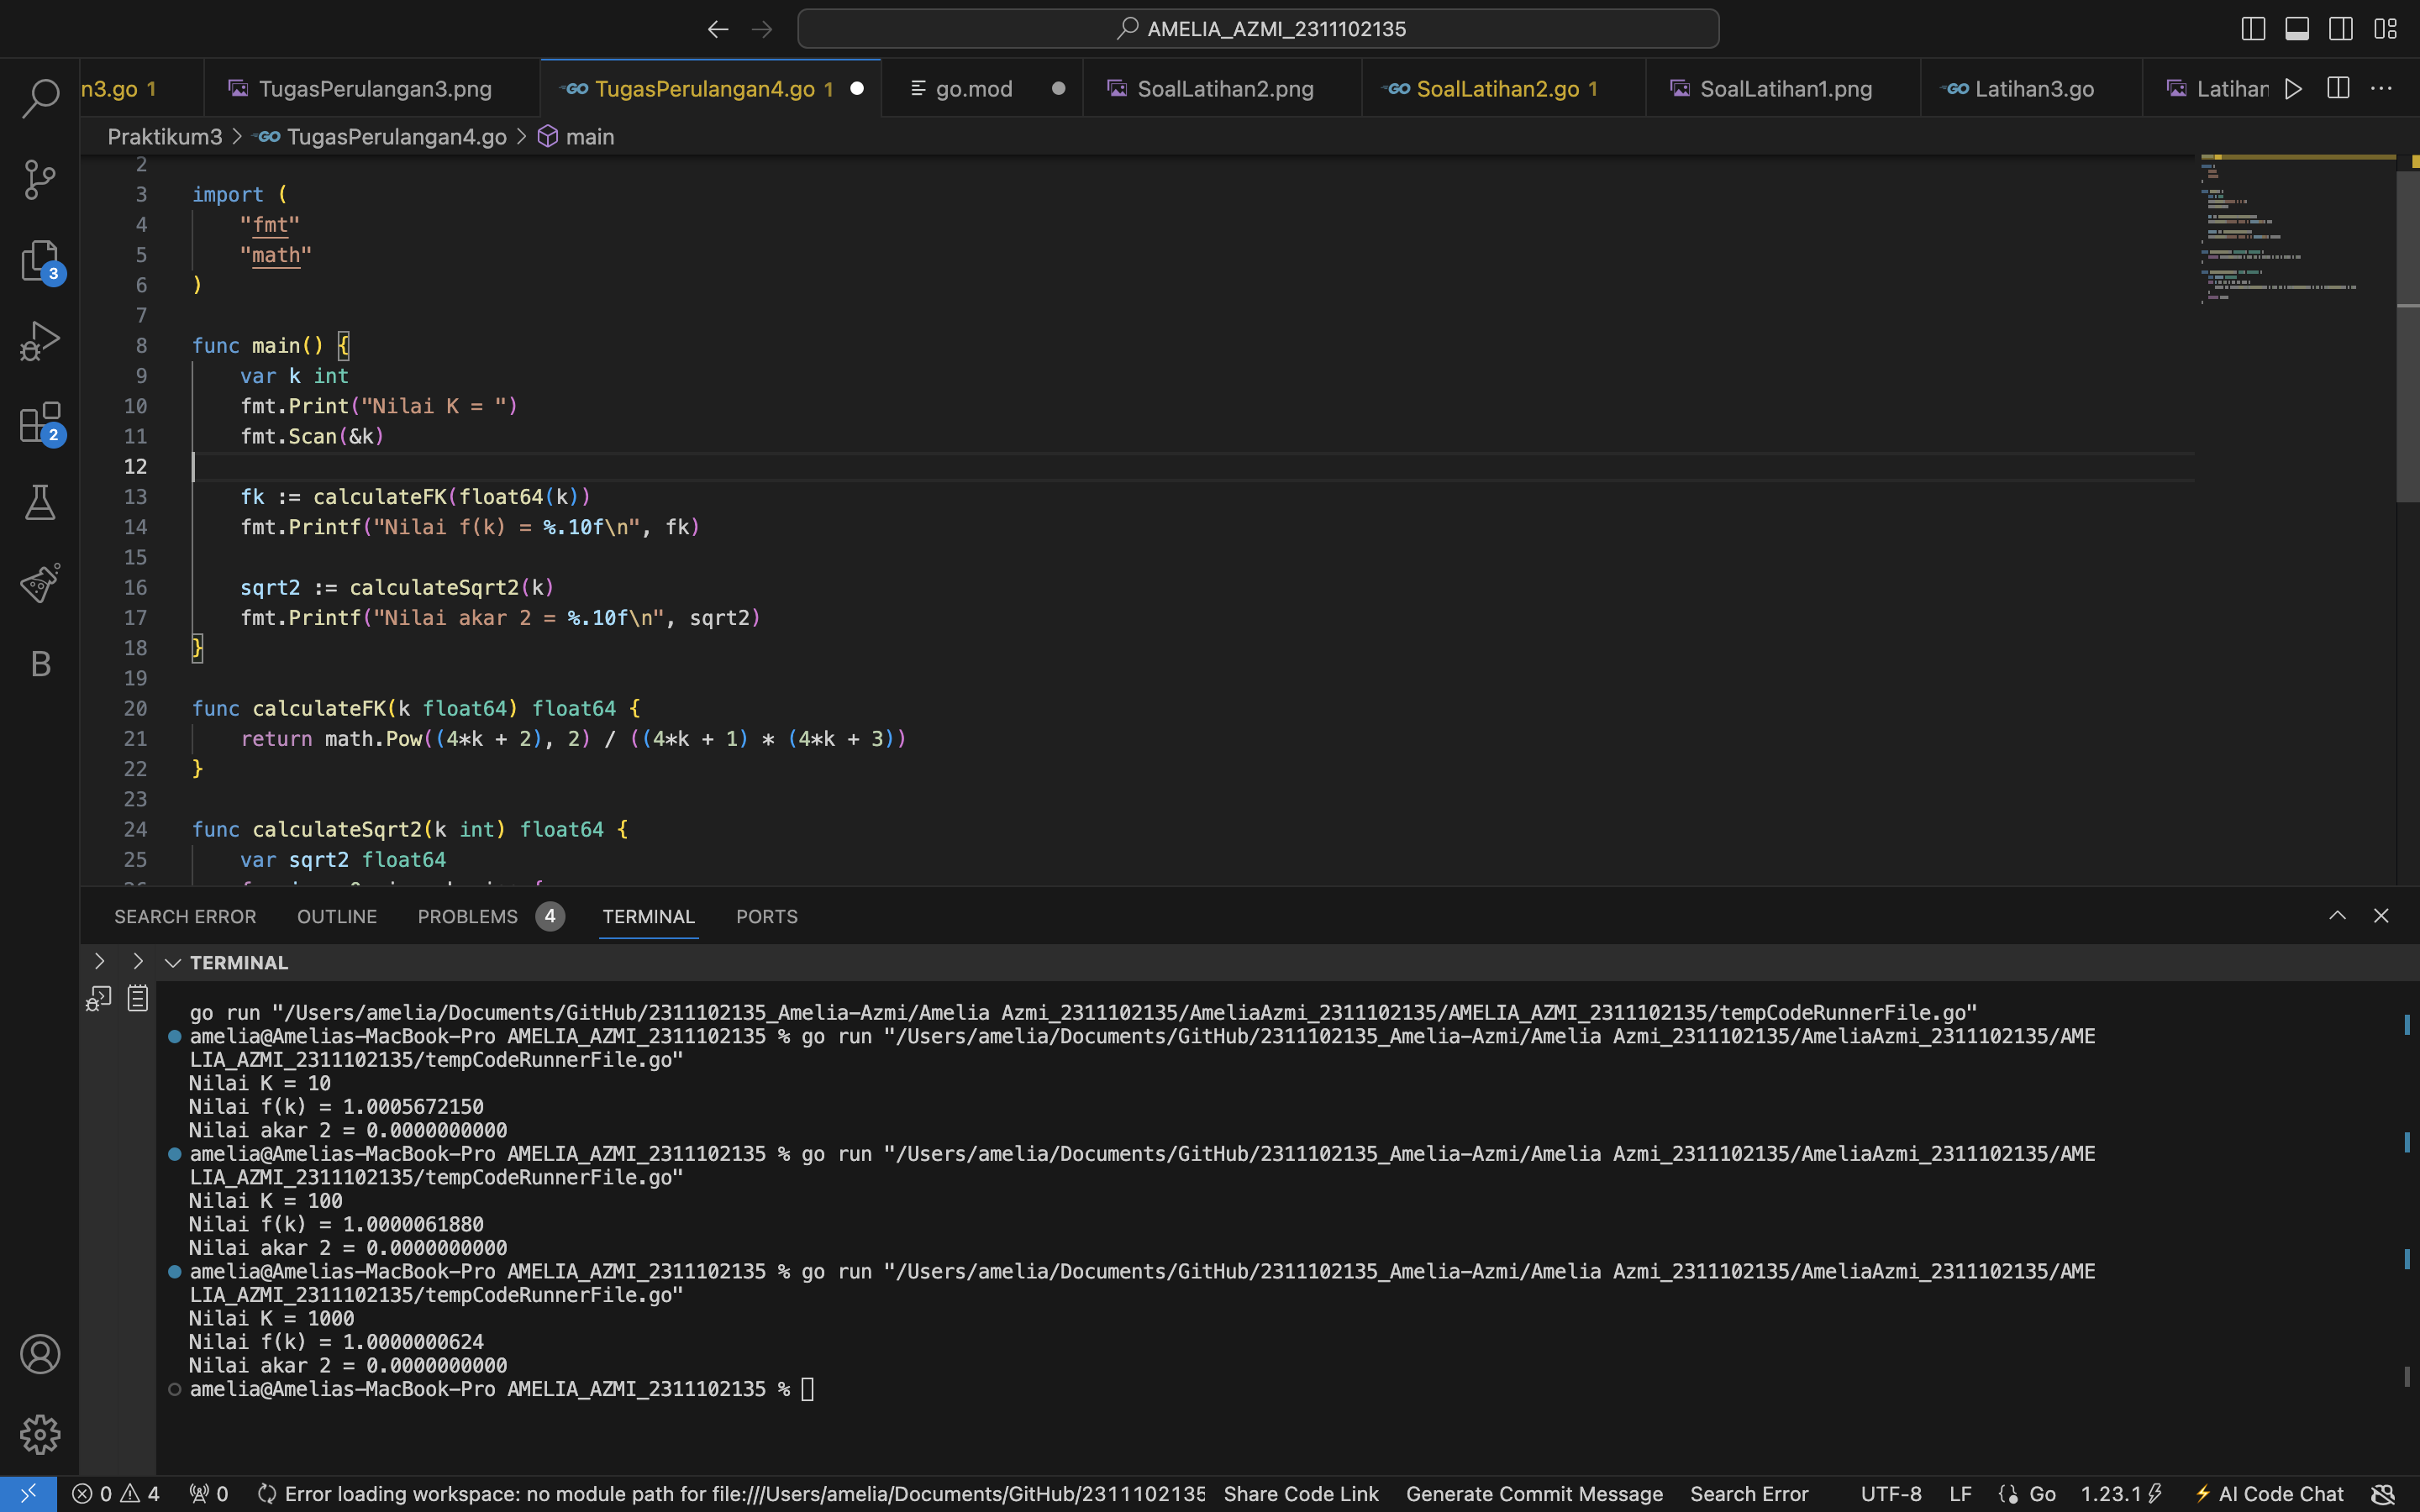 AMELIA_AZMI_2311102135
n3.go 1
TugasPerulangan3.png
GO TugasPerulangan4.go 1
go.mod
SoalLatihan2.png
GO SoalLatihan2.go 1
SoalLatihan1.png
GO Latihan3.go
Latihan
Praktikum3 > GO TugasPerulangan4.go > main
2
3 import (
4 "fmt"
5 "math"
6 )
7
8 func main() {
9 var k int
10 fmt.Print("Nilai K = ")
11 fmt.Scan(&k)
12
13 fk := calculateFK(float64(k))
14 fmt.Printf("Nilai f(k) = %.10f\n", fk)
15
16 sqrt2 := calculateSqrt2(k)
17 fmt.Printf("Nilai akar 2 = %.10f\n", sqrt2)
18 }
19
20 func calculateFK(k float64) float64 {
21 return math.Pow((4*k + 2), 2) / ((4*k + 1) * (4*k + 3))
22 }
23
24 func calculateSqrt2(k int) float64 {
25 var sqrt2 float64
3
2
B
SEARCH ERROR
OUTLINE
PROBLEMS 4
TERMINAL
PORTS
TERMINAL
go run "/Users/amelia/Documents/GitHub/2311102135_Amelia-Azmi/Amelia Azmi_2311102135/AmeliaAzmi_2311102135/AMELIA_AZMI_2311102135/tempCodeRunnerFile.go"
amelia@Amelias-MacBook-Pro AMELIA_AZMI_2311102135 % go run "/Users/amelia/Documents/GitHub/2311102135_Amelia-Azmi/Amelia Azmi_2311102135/AmeliaAzmi_2311102135/AME
LIA_AZMI_2311102135/tempCodeRunnerFile.go"
Nilai K = 10
Nilai f(k) = 1.0005672150
Nilai akar 2 = 0.0000000000
amelia@Amelias-MacBook-Pro AMELIA_AZMI_2311102135 % go run "/Users/amelia/Documents/GitHub/2311102135_Amelia-Azmi/Amelia Azmi_2311102135/AmeliaAzmi_2311102135/AME
LIA_AZMI_2311102135/tempCodeRunnerFile.go"
Nilai K = 100
Nilai f(k) = 1.0000061880
Nilai akar 2 = 0.0000000000
amelia@Amelias-MacBook-Pro AMELIA_AZMI_2311102135 % go run "/Users/amelia/Documents/GitHub/2311102135_Amelia-Azmi/Amelia Azmi_2311102135/AmeliaAzmi_2311102135/AME
LIA_AZMI_2311102135/tempCodeRunnerFile.go"
Nilai K = 1000
Nilai f(k) = 1.0000000624
Nilai akar 2 = 0.0000000000
amelia@Amelias-MacBook-Pro AMELIA_AZMI_2311102135 %
0 4 0 Error loading workspace: no module path for file:///Users/amelia/Documents/GitHub/2311102135 Share Code Link Generate Commit Message Search Error UTF-8 LF Go 1.23.1 AI Code Chat